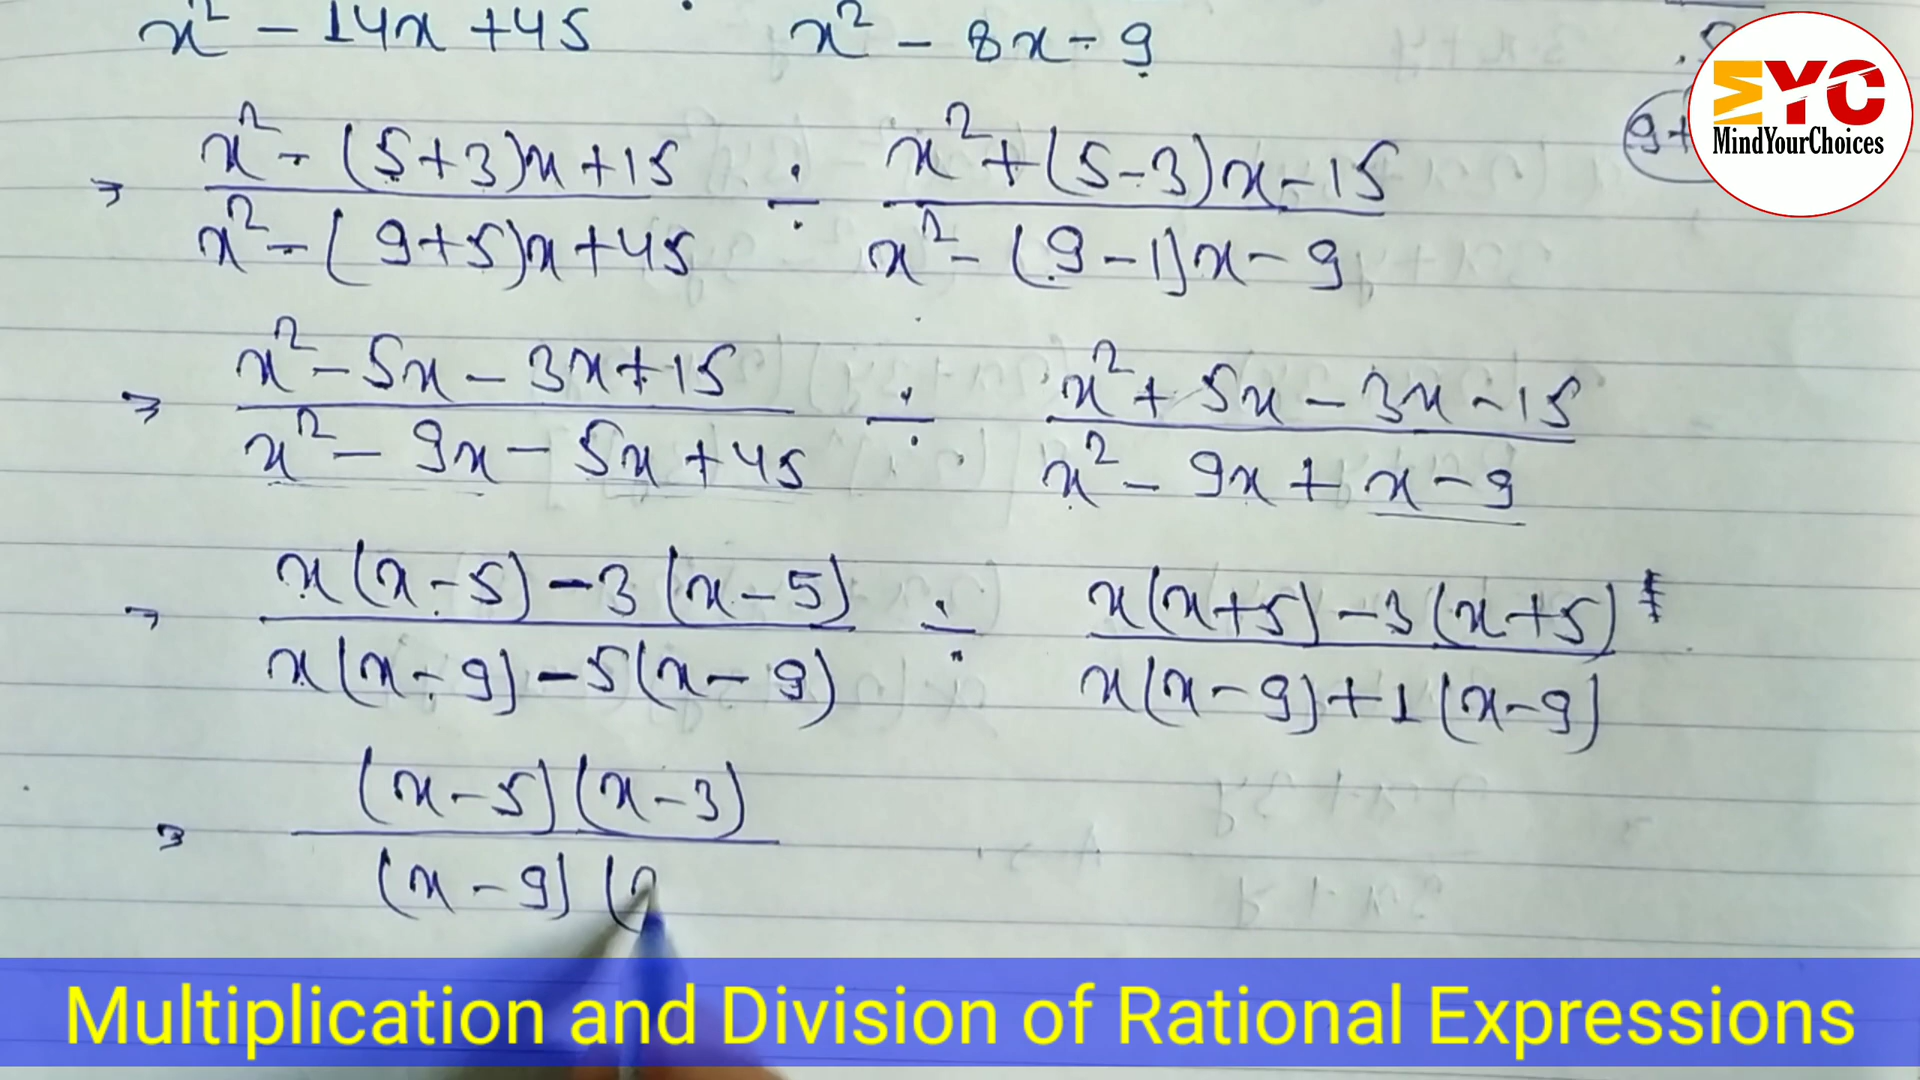 x² - 14x + 45   x² - 8x - 9
⇒ x² - (5+3)x + 15 / x² - (9+5)x + 45 ÷ x² + (5-3)x - 15 / x² - (9-1)x - 9
⇒ x² - 5x - 3x + 15 / x² - 9x - 5x + 45 ÷ x² + 5x - 3x - 15 / x² - 9x + x - 9
⇒ x(x-5) - 3(x-5) / x(x-9) - 5(x-9) ÷ x(x+5) - 3(x+5) / x(x-9) + 1(x-9)
⇒ (x-5)(x-3) / (x-9)(
9+
MYC
MindYourChoices
Multiplication and Division of Rational Expressions